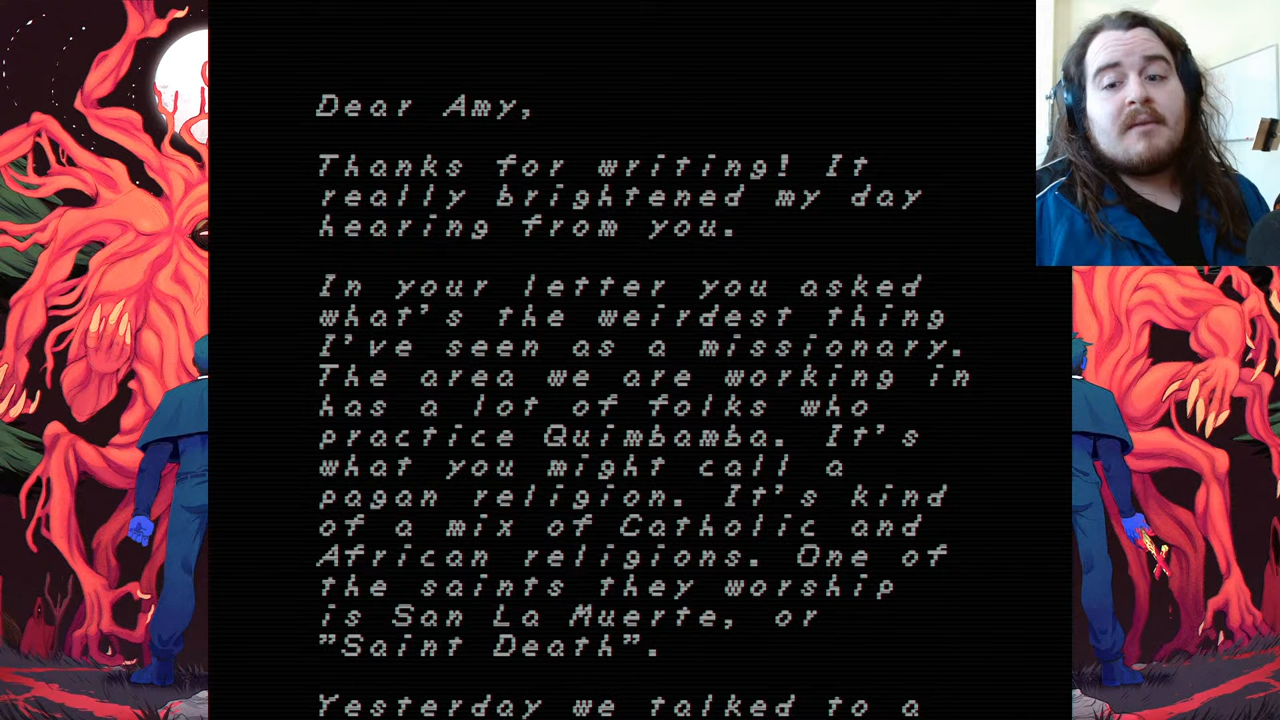 Dear Amy,
Thanks for writing! It
really brightened my day
hearing from you.
In your letter you asked
what's the weirdest thing
I've seen as a missionary.
The area we are working in
has a lot of folks who
practice Quimbamba. It's
what you might call a
pagan religion. It's kind
of a mix of Catholic and
African religions. One of
the saints they worship
is San La Muerte, or
"Saint Death".
Yesterday we talked to a